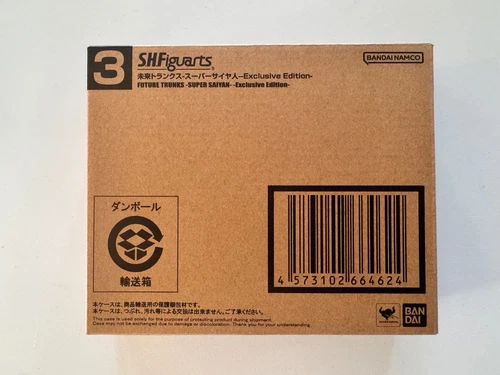 3
S.H.Figuarts
BANDAI NAMCO
未来トランクス-スーパーサイヤ人--Exclusive Edition-
FUTURE TRUNKS -SUPER SAIYAN--Exclusive Edition-
ダンボール
輸送箱
4 573102 664624
本ケースは、商品輸送用の保護梱包材です。
本ケースは、つぶれ、汚れ等による交換は出来ません。ご了承ください。
This case is used solely for the purpose of protecting product during shipment.
Case may not be exchanged due to damage or discoloration. Thank you for your understanding.
BAN
DAI